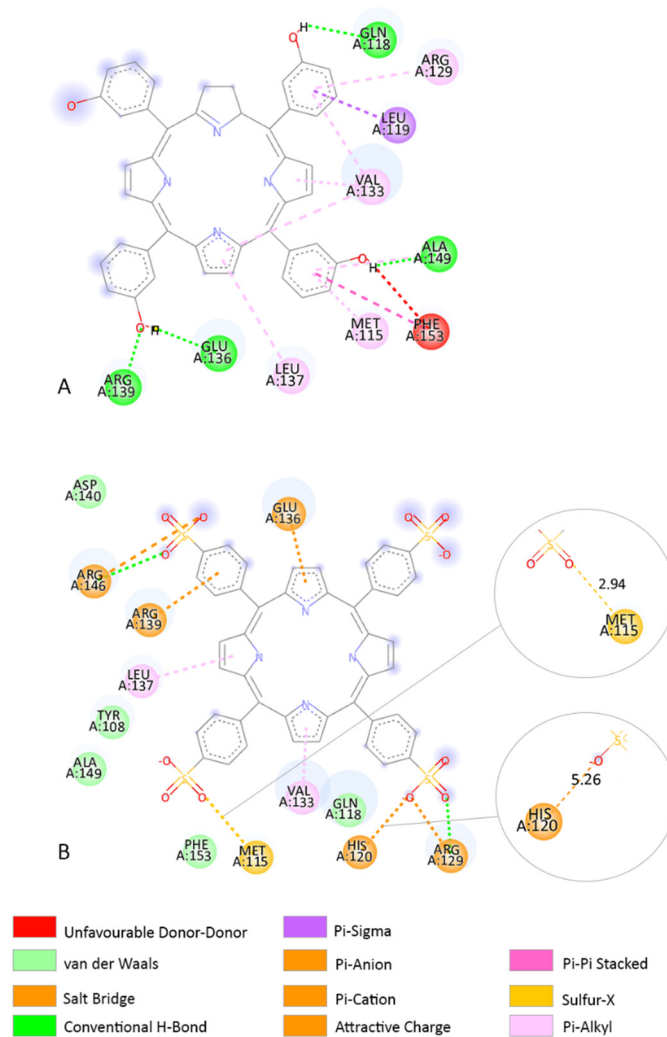 H
O
GLN
A:118
ARG
A:129
O
LEU
A:119
N
VAL
A:133
N
N
N
ALA
A:149
O
H
MET
A:115
PHE
A:153
O
H
GLU
A:136
LEU
A:137
ARG
A:139
A
ASP
A:140
GLU
A:136
O
O
-O
S
O
O
S
O-
ARG
A:146
O
S
O
2.94
MET
A:115
ARG
A:139
N
LEU
A:137
N
N
TYR
A:108
N
ALA
A:149
S
-O
5.26
HIS
A:120
-O
S
O
O
VAL
A:133
GLN
A:118
O
S
-O
O
B
PHE
A:153
MET
A:115
HIS
A:120
ARG
A:129
Unfavourable Donor-Donor
Pi-Sigma
van der Waals
Pi-Anion
Pi-Pi Stacked
Salt Bridge
Pi-Cation
Sulfur-X
Conventional H-Bond
Attractive Charge
Pi-Alkyl